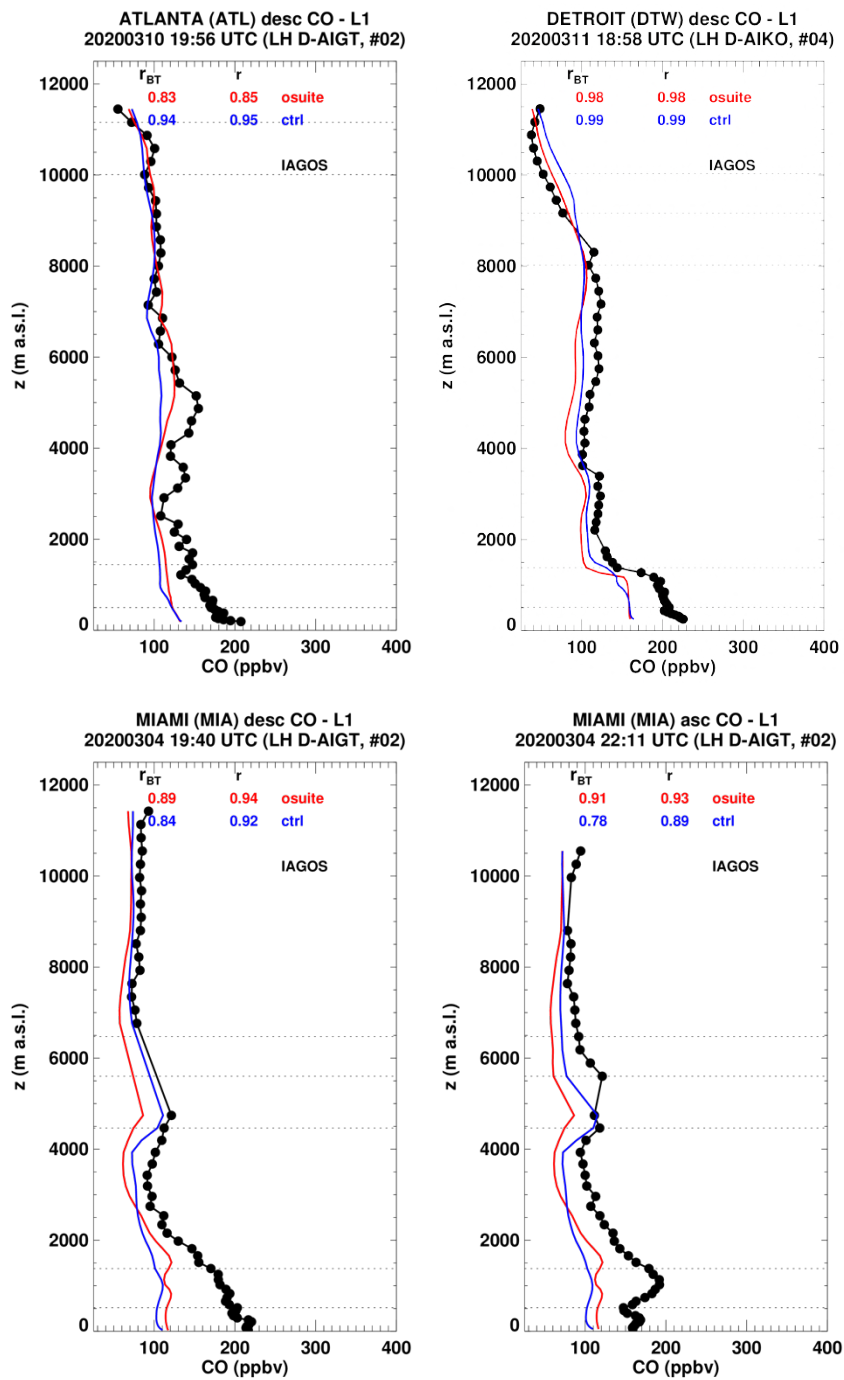 ATLANTA (ATL) desc CO - L1
20200310 19:56 UTC (LH D-AIGT, #02)
r_BT r
0.83 0.85 osuite
0.94 0.95 ctrl
IAGOS
12000
10000
8000
6000
4000
2000
0
z (m a.s.l.)
100 200 300 400
CO (ppbv)
DETROIT (DTW) desc CO - L1
20200311 18:58 UTC (LH D-AIKO, #04)
r_BT r
0.98 0.98 osuite
0.99 0.99 ctrl
IAGOS
12000
10000
8000
6000
4000
2000
0
z (m a.s.l.)
100 200 300 400
CO (ppbv)
MIAMI (MIA) desc CO - L1
20200304 19:40 UTC (LH D-AIGT, #02)
r_BT r
0.89 0.94 osuite
0.84 0.92 ctrl
IAGOS
12000
10000
8000
6000
4000
2000
0
z (m a.s.l.)
100 200 300 400
CO (ppbv)
MIAMI (MIA) asc CO - L1
20200304 22:11 UTC (LH D-AIGT, #02)
r_BT r
0.91 0.93 osuite
0.78 0.89 ctrl
IAGOS
12000
10000
8000
6000
4000
2000
0
z (m a.s.l.)
100 200 300 400
CO (ppbv)